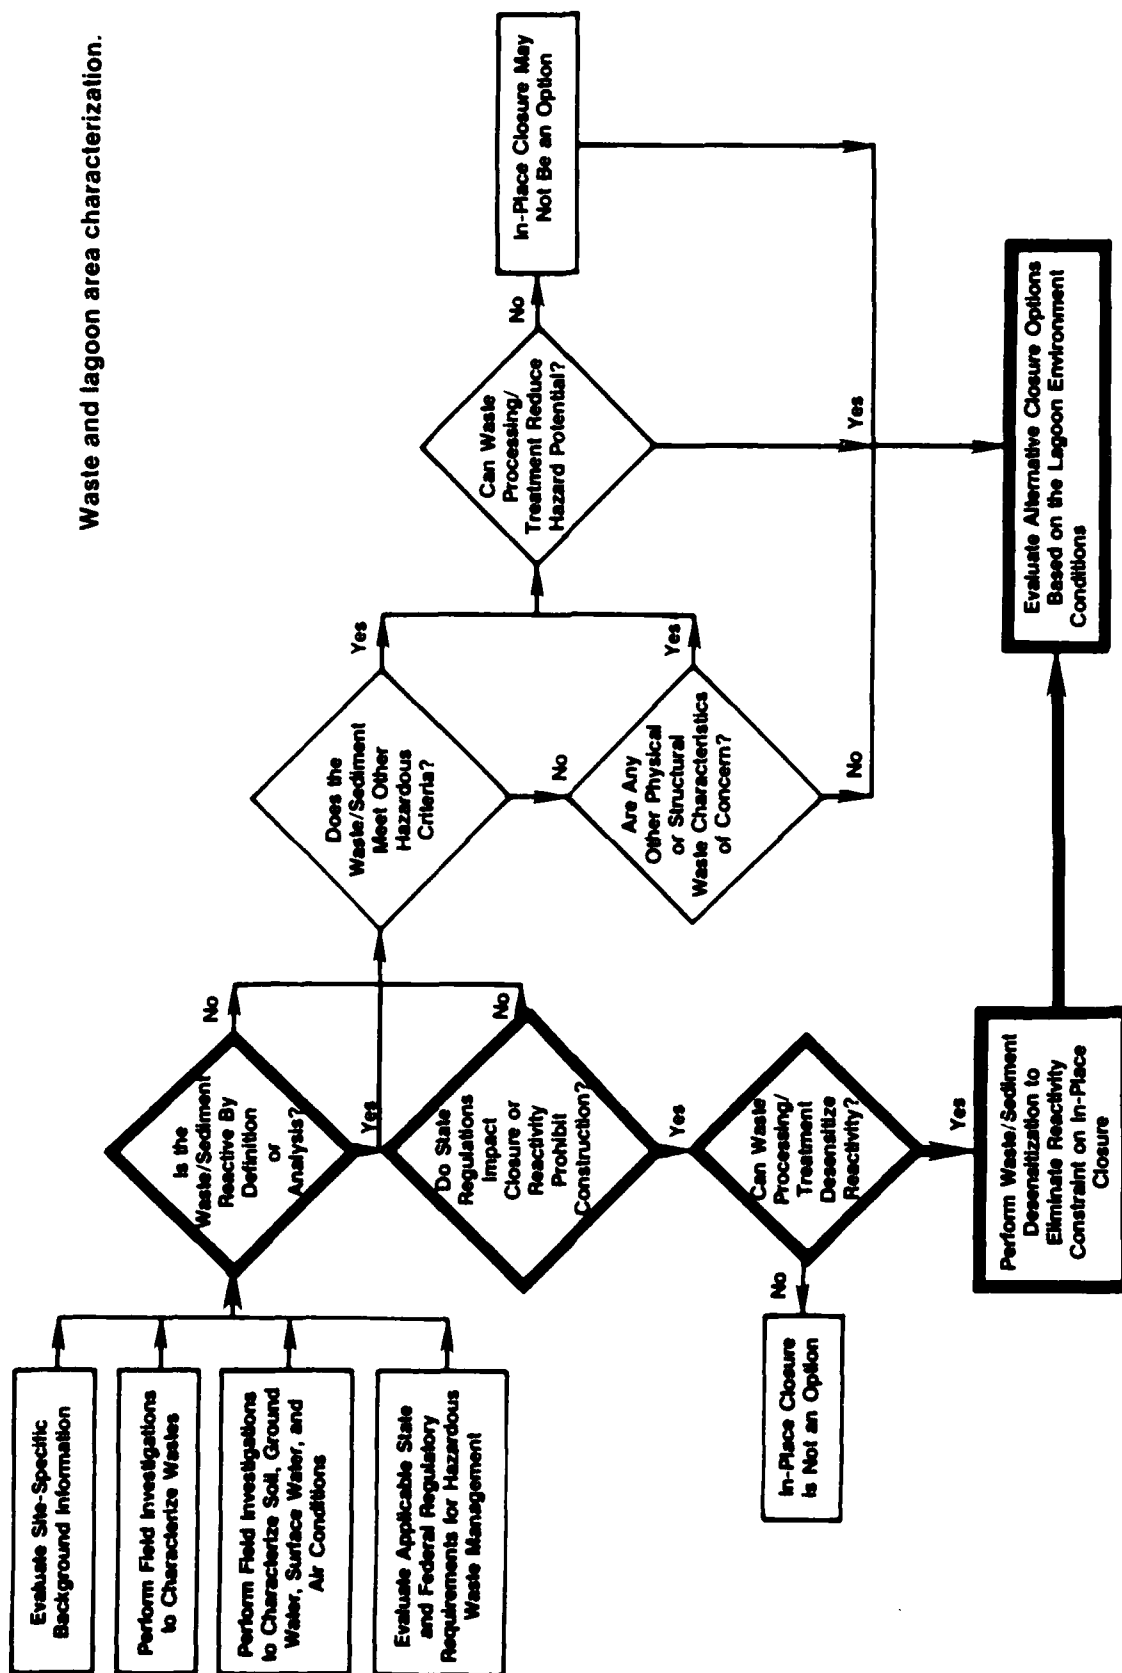 Waste and lagoon area characterization.
Evaluate Site-Specific
Background Information
Perform Field Investigations
to Characterize Wastes
Perform Field Investigations
to Characterize Soil, Ground
Water, Surface Water, and
Air Conditions
Evaluate Applicable State
and Federal Regulatory
Requirements for Hazardous
Waste Management
Is the
Waste/Sediment
Reactive By
Definition
or
Analysis?
No
Yes
Do State
Regulations
Impact
Closure or
Reactivity
Prohibit
Construction?
No
Yes
Can Waste
Processing/
Treatment
Desensitize
Reactivity?
No
In-Place Closure
is Not an Option
Yes
Perform Waste/Sediment
Desensitization to
Eliminate Reactivity
Constraint on In-Place
Closure
Does the
Waste/Sediment
Meet Other
Hazardous
Criteria?
Yes
No
Are Any
Other Physical
or Structural
Waste Characteristics
of Concern?
Yes
No
Can Waste
Processing/
Treatment Reduce
Hazard Potential?
No
Yes
In-Place Closure May
Not Be an Option
Evaluate Alternative Closure Options
Based on the Lagoon Environment
Conditions